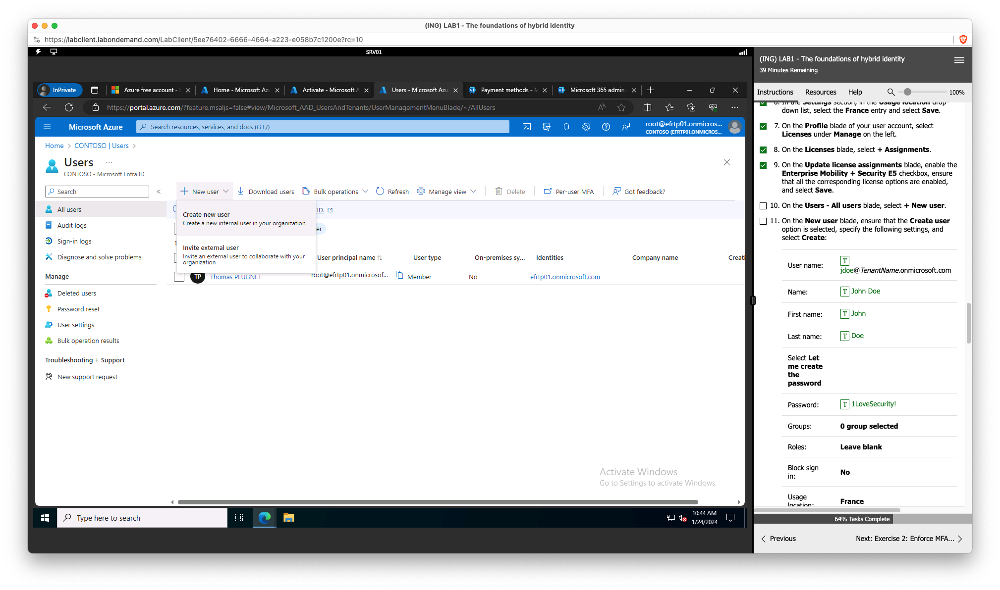 (ING) LAB1 - The foundations of hybrid identity
https://labclient.labondemand.com/LabClient/5ee76402-6666-4664-a223-e058b7c1200e?rc=10
SRV01
InPrivate
Azure free account -
Home - Microsoft Az
Activate - Microsoft A
Users - Microsoft Azu
Payment methods - M
Microsoft 365 admin
https://portal.azure.com/?feature.msaljs=false#view/Microsoft_AAD_UsersAndTenants/UserManagementMenuBlade/~/AllUsers
Microsoft Azure
Search resources, services, and docs (G+/)
root@efrtp01.onmicros...
CONTOSO (EFRTP01.ONMICROS...
Home > CONTOSO | Users >
Users ...
CONTOSO - Microsoft Entra ID
Search
«
New user
Download users
Bulk operations
Refresh
Manage view
Delete
Per-user MFA
Got feedback?
All users
Audit logs
Sign-in logs
Diagnose and solve problems
Manage
Deleted users
Password reset
User settings
Bulk operation results
Troubleshooting + Support
New support request
Create new user
Create a new internal user in your organization
Invite external user
Invite an external user to collaborate with your
organization
ID.
er
1
User principal name
User type
On-premises sy...
Identities
Company name
Creati
TP
Thomas PEUGNET
root@efrtp01.onmicrosof...
Member
No
efrtp01.onmicrosoft.com
Activate Windows
Go to Settings to activate Windows.
Type here to search
10:44 AM
1/24/2024
(ING) LAB1 - The foundations of hybrid identity
39 Minutes Remaining
Instructions
Resources
Help
100%
6. In the Settings section, in the Usage location drop
down list, select the France entry and select Save.
7. On the Profile blade of your user account, select
Licenses under Manage on the left.
8. On the Licenses blade, select + Assignments.
9. On the Update license assignments blade, enable the
Enterprise Mobility + Security E5 checkbox, ensure
that all the corresponding license options are enabled,
and select Save.
10. On the Users - All users blade, select + New user.
11. On the New user blade, ensure that the Create user
option is selected, specify the following settings, and
select Create:
User name:
T
jdoe@TenantName.onmicrosoft.com
Name:
T John Doe
First name:
T John
Last name:
T Doe
Select Let
me create
the
password
Password:
T 1LoveSecurity!
Groups:
0 group selected
Roles:
Leave blank
Block sign
in:
No
Usage
location:
France
64% Tasks Complete
Previous
Next: Exercise 2: Enforce MFA...